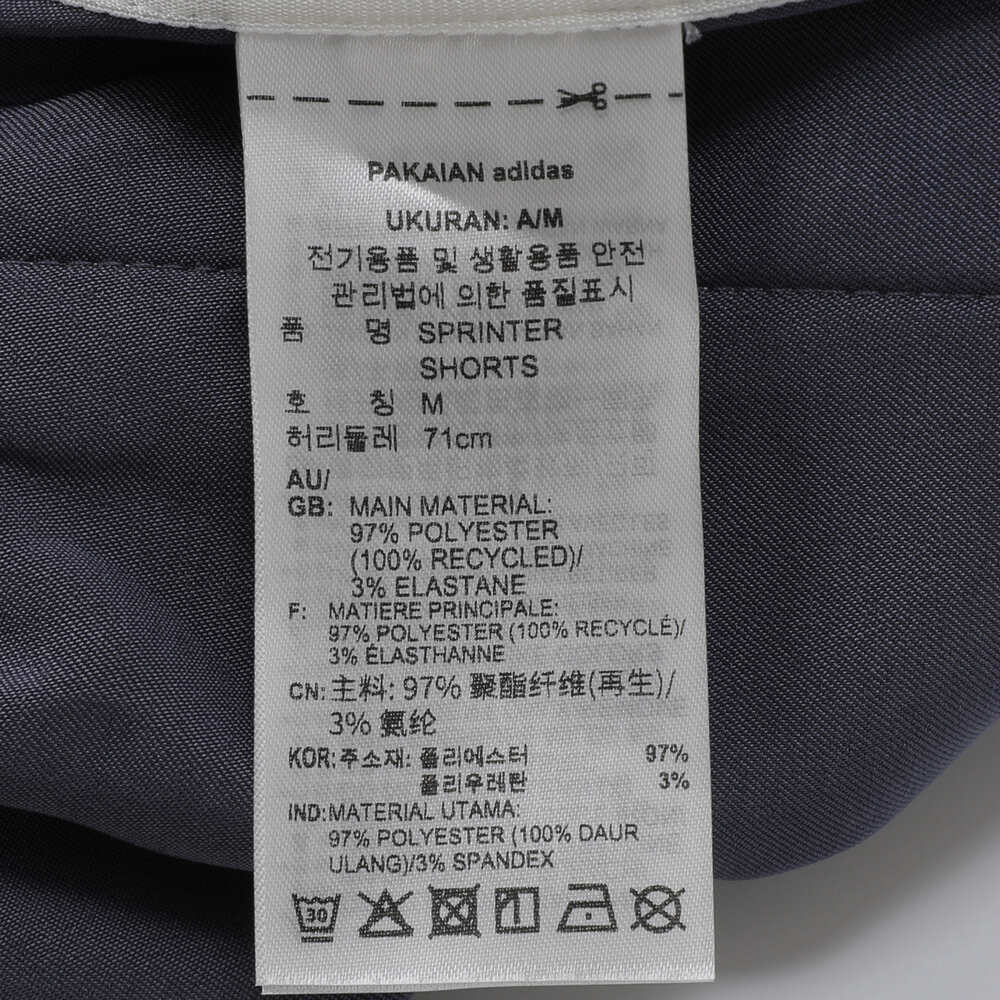 PAKAIAN adidas
UKURAN: A/M
전기용품 및 생활용품 안전
관리법에 의한 품질표시
품 명 SPRINTER
SHORTS
호 칭 M
허리둘레 71cm
AU/
GB: MAIN MATERIAL:
97% POLYESTER
(100% RECYCLED)/
3% ELASTANE
F: MATIERE PRINCIPALE:
97% POLYESTER (100% RECYCLÉ)/
3% ÉLASTHANNE
CN: 主料: 97% 聚酯纤维(再生)/
3% 氨纶
KOR: 주소재: 폴리에스터 97%
폴리우레탄 3%
IND: MATERIAL UTAMA:
97% POLYESTER (100% DAUR
ULANG)/3% SPANDEX
30